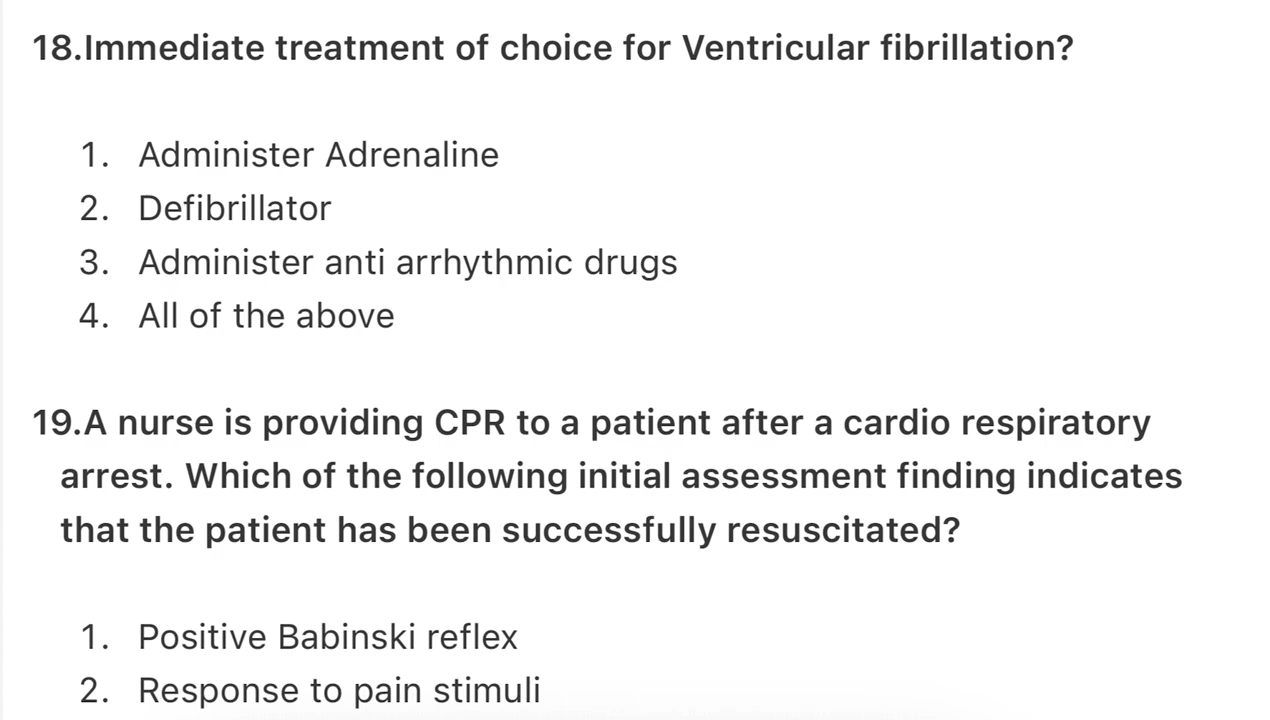 18.Immediate treatment of choice for Ventricular fibrillation?
1. Administer Adrenaline
2. Defibrillator
3. Administer anti arrhythmic drugs
4. All of the above
19.A nurse is providing CPR to a patient after a cardio respiratory
arrest. Which of the following initial assessment finding indicates
that the patient has been successfully resuscitated?
1. Positive Babinski reflex
2. Response to pain stimuli